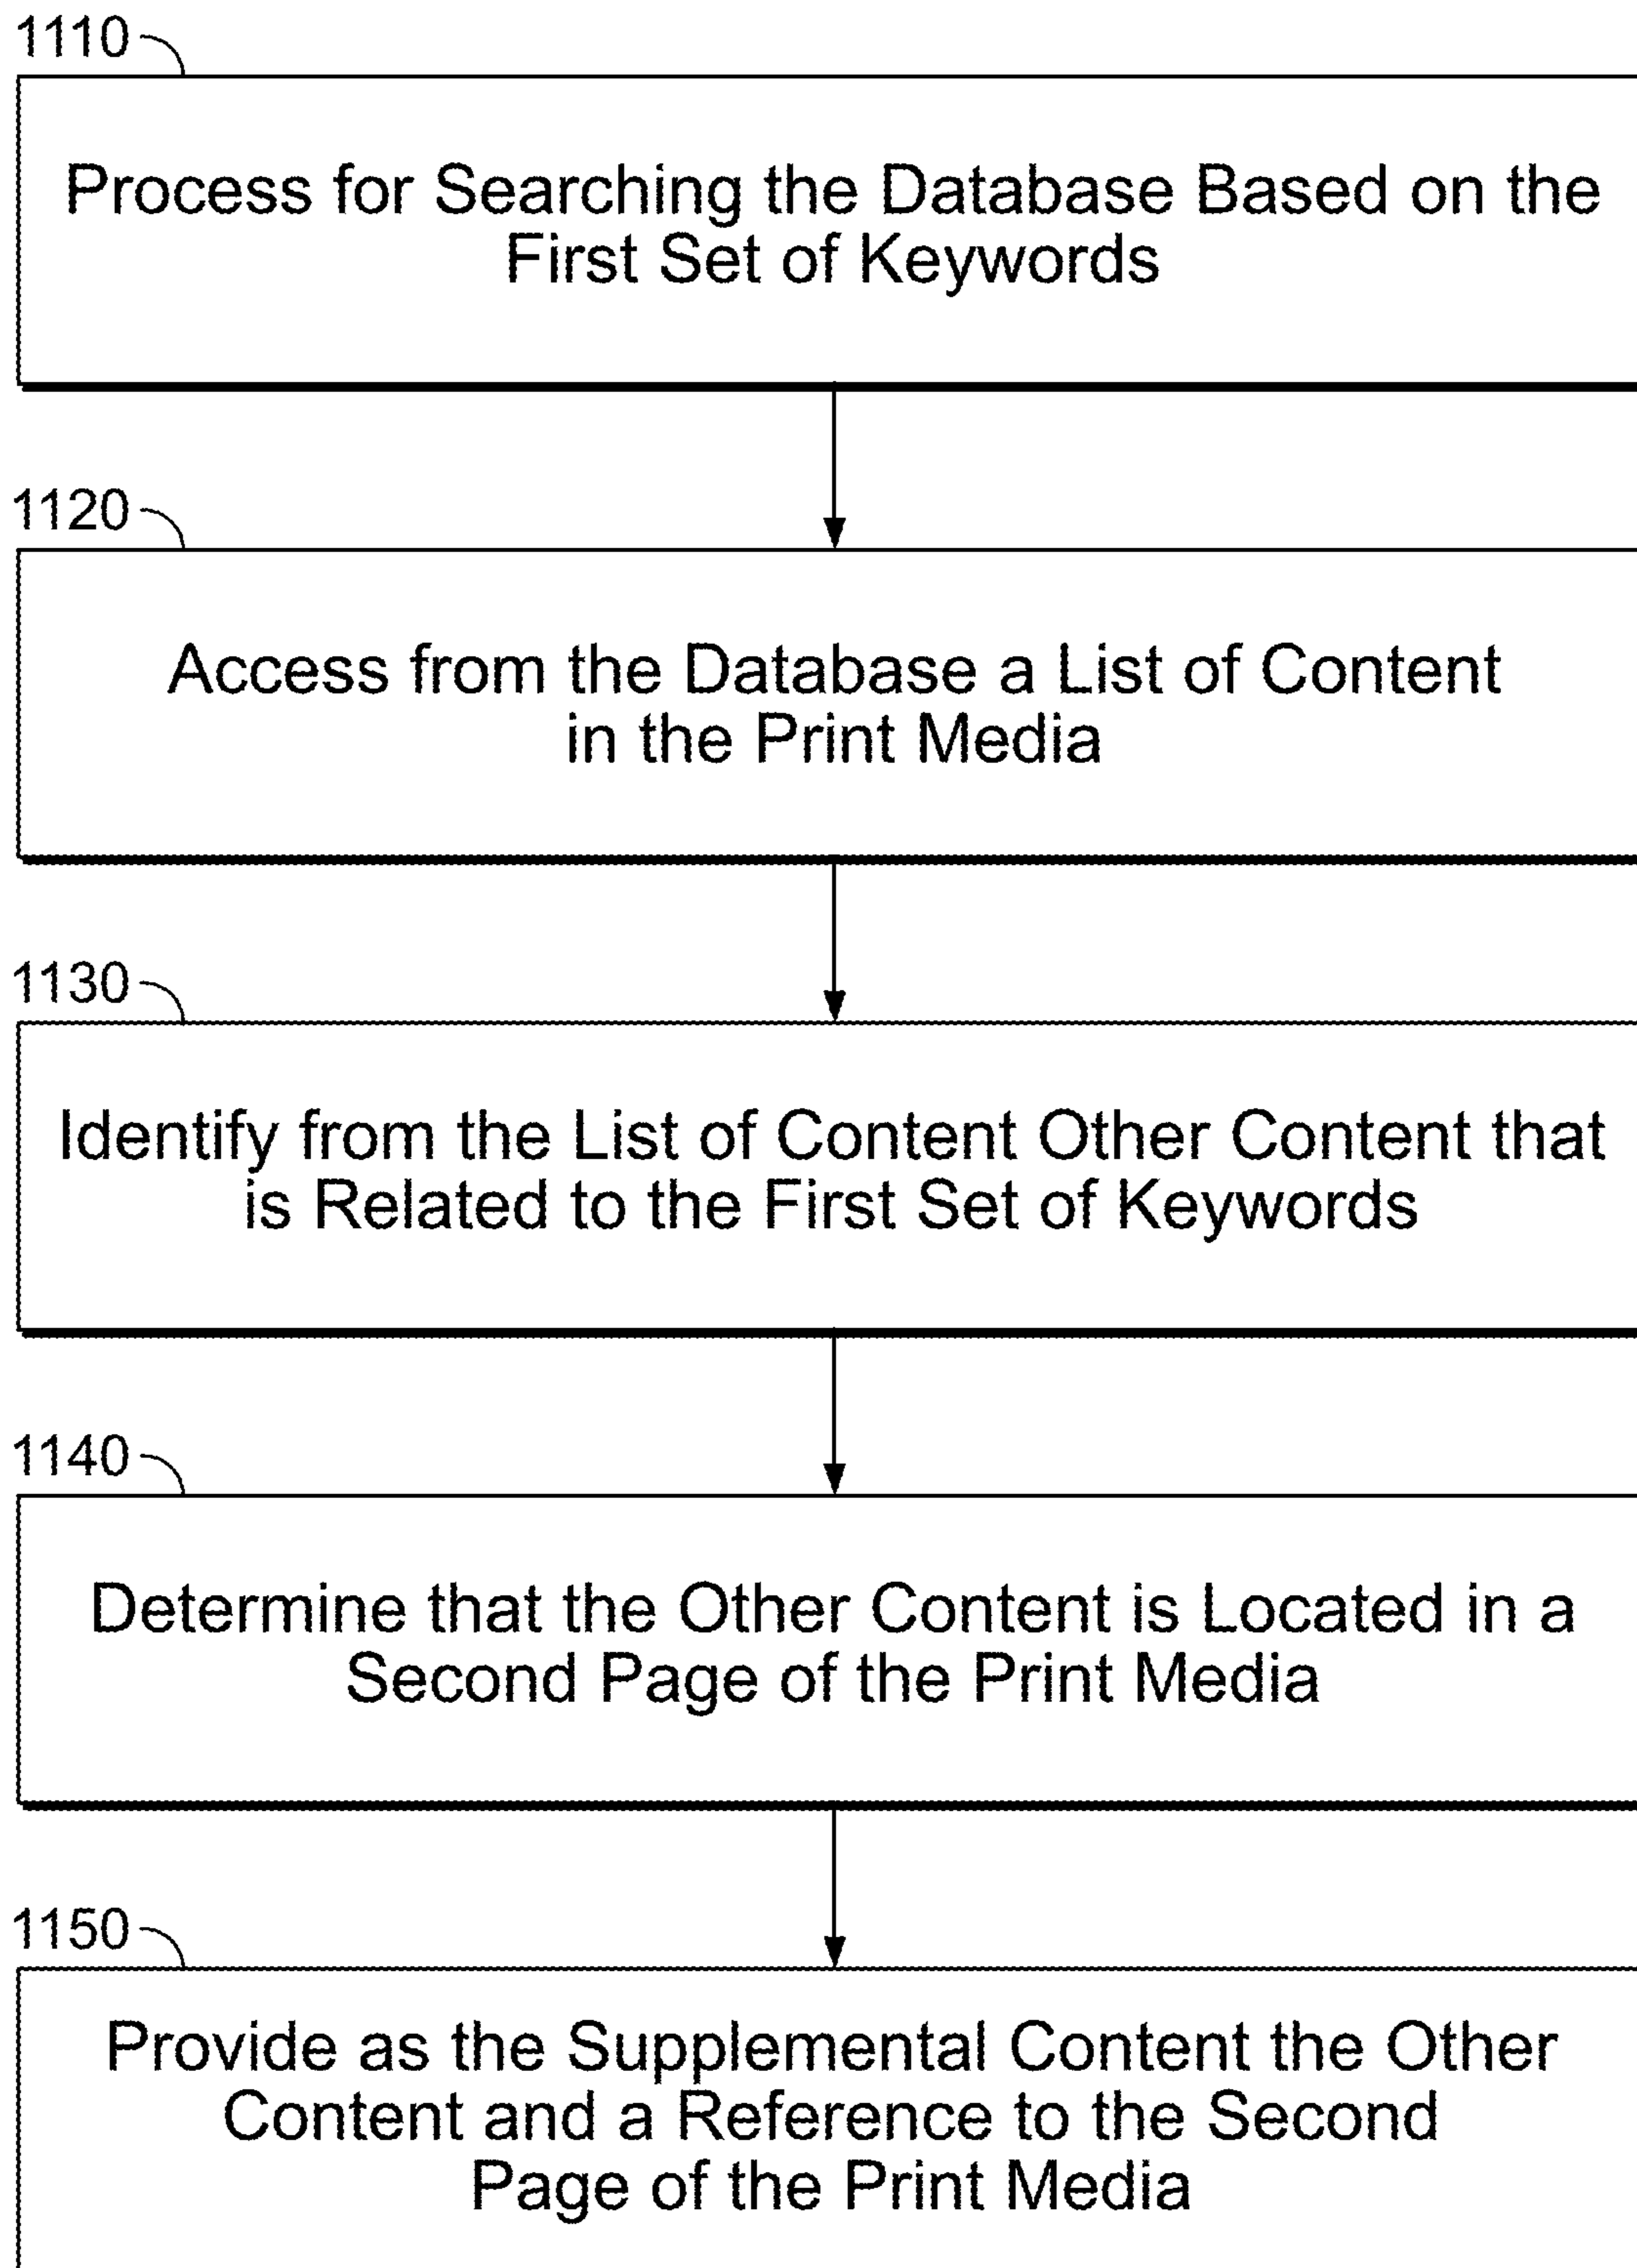 1110
Process for Searching the Database Based on the
First Set of Keywords
1120
Access from the Database a List of Content
in the Print Media
1130
Identify from the List of Content Other Content that
is Related to the First Set of Keywords
1140
Determine that the Other Content is Located in a
Second Page of the Print Media
1150
Provide as the Supplemental Content the Other
Content and a Reference to the Second
Page of the Print Media